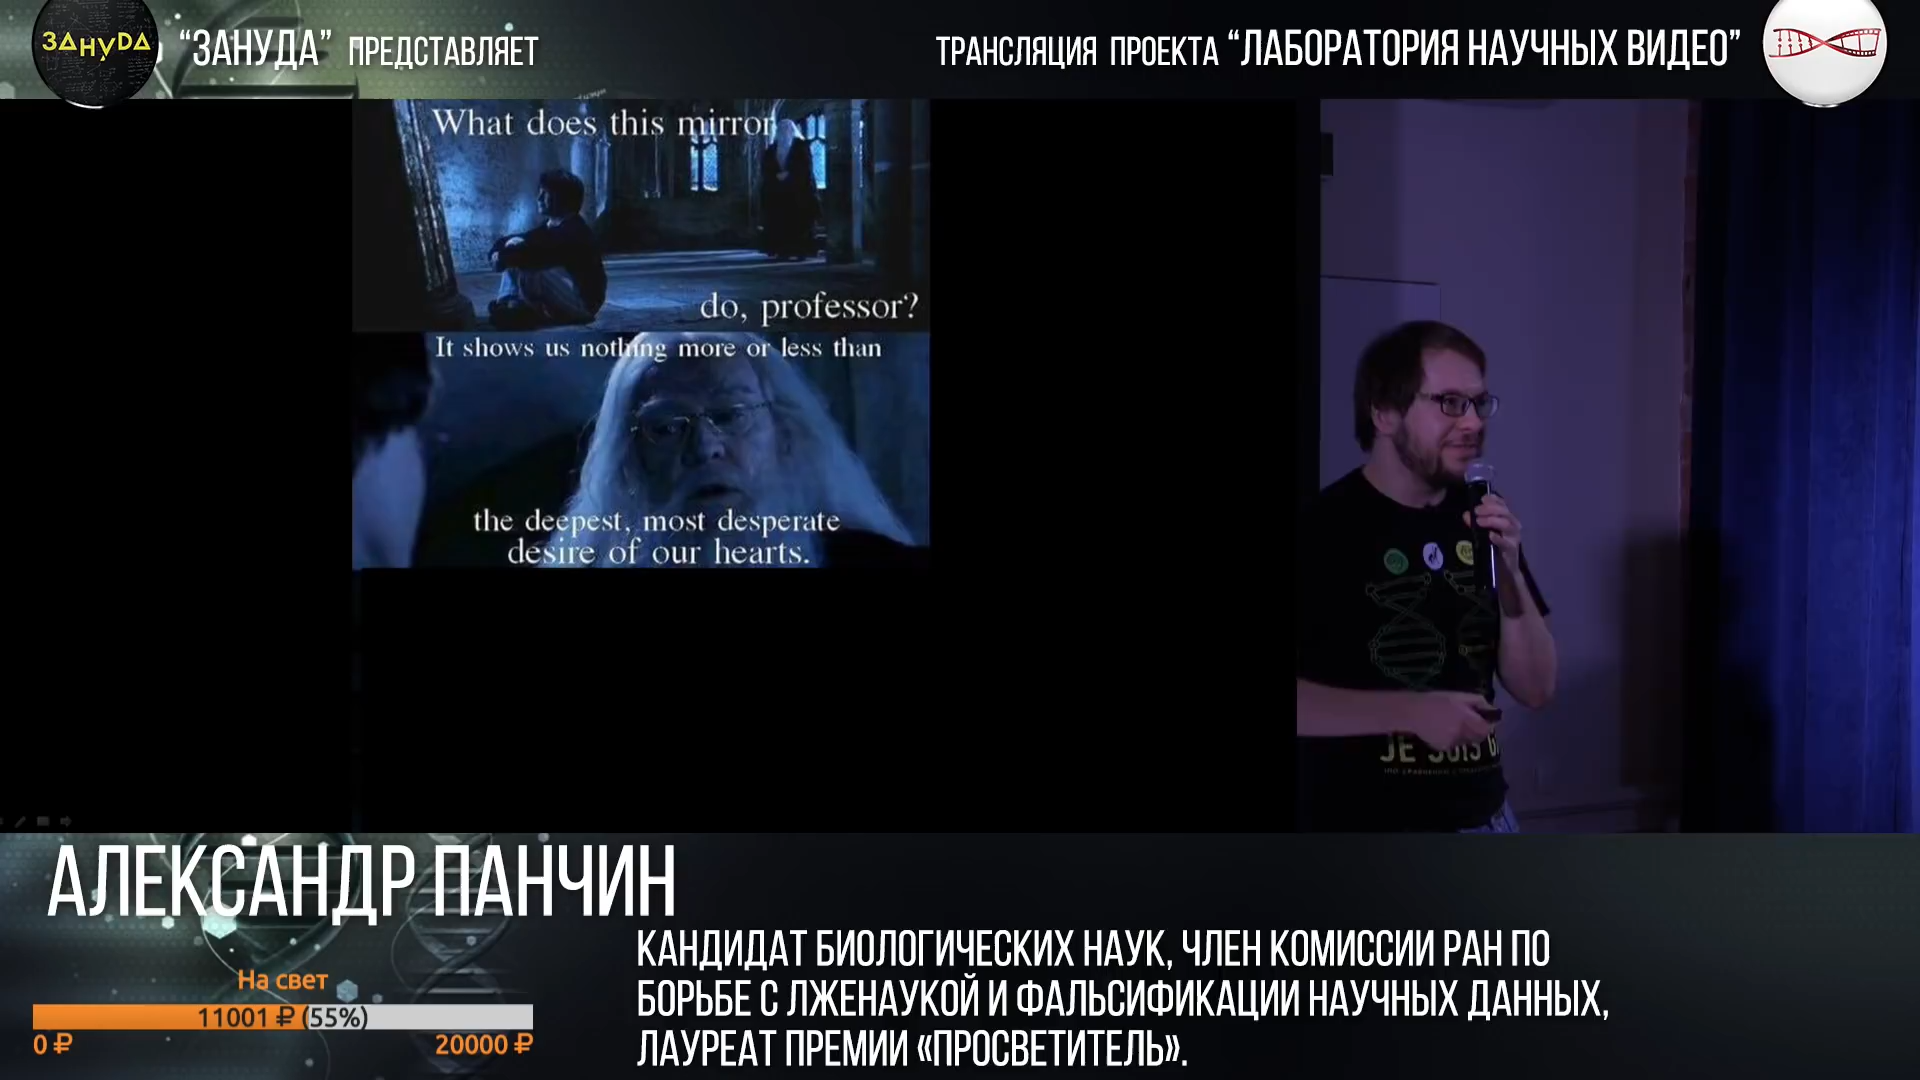 ЗАНУДА
“ЗАНУДА” ПРЕДСТАВЛЯЕТ
ТРАНСЛЯЦИЯ ПРОЕКТА “ЛАБОРАТОРИЯ НАУЧНЫХ ВИДЕО”
What does this mirror
do, professor?
It shows us nothing more or less than
the deepest, most desperate
desire of our hearts.
JE SUIS
АЛЕКСАНДР ПАНЧИН
КАНДИДАТ БИОЛОГИЧЕСКИХ НАУК, ЧЛЕН КОМИССИИ РАН ПО
БОРЬБЕ С ЛЖЕНАУКОЙ И ФАЛЬСИФИКАЦИИ НАУЧНЫХ ДАННЫХ,
ЛАУРЕАТ ПРЕМИИ «ПРОСВЕТИТЕЛЬ».
На свет
11001 ₽ (55%)
0 ₽
20000 ₽